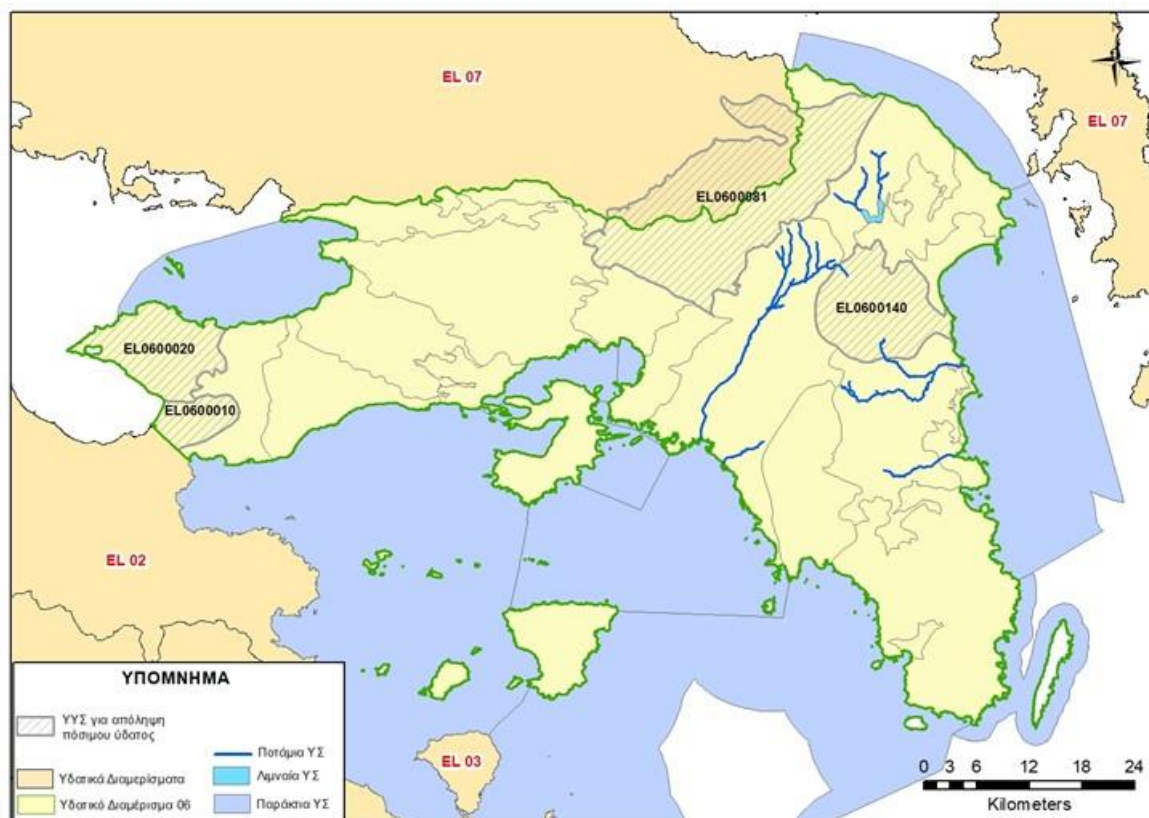 EL 07
EL 07
EL0600081
EL0600140
EL0600020
EL0600010
EL 02
EL 03
ΥΠΟΜΝΗΜΑ
ΥΥΣ για απόληψη
πόσιμου ύδατος
Υδατικά Διαμερίσματα
Υδατικό Διαμέρισμα 06
Ποτάμια ΥΣ
Λιμναία ΥΣ
Παράκτια ΥΣ
0 3 6 12 18 24
Kilometers